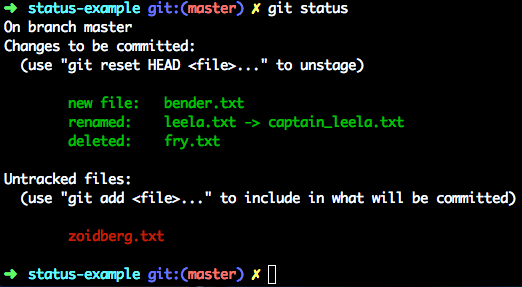 ➜ status-example git:(master) ✗ git status
On branch master
Changes to be committed:
(use "git reset HEAD <file>..." to unstage)
new file: bender.txt
renamed: leela.txt -> captain_leela.txt
deleted: fry.txt
Untracked files:
(use "git add <file>..." to include in what will be committed)
zoidberg.txt
➜ status-example git:(master) ✗